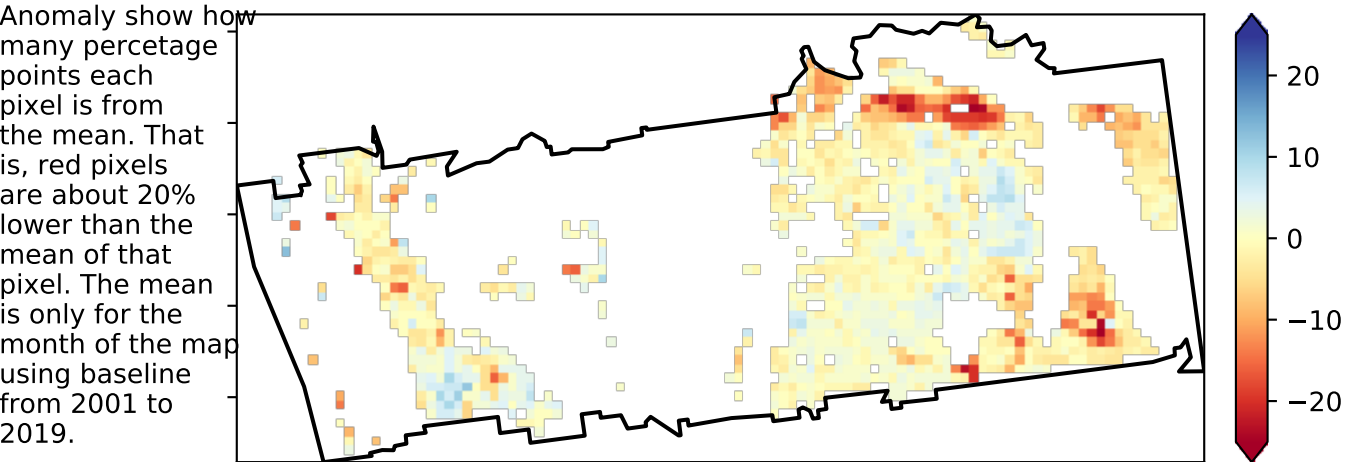 Anomaly show how
many percetage
points each
pixel is from
the mean. That
is, red pixels
are about 20%
lower than the
mean of that
pixel. The mean
is only for the
month of the map
using baseline
from 2001 to
2019.
20
10
0
−10
−20